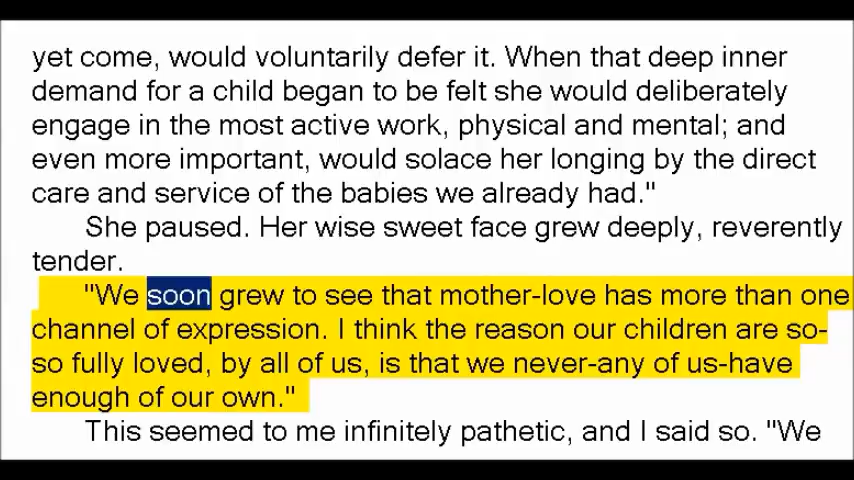 yet come, would voluntarily defer it. When that deep inner
demand for a child began to be felt she would deliberately
engage in the most active work, physical and mental; and
even more important, would solace her longing by the direct
care and service of the babies we already had."
She paused. Her wise sweet face grew deeply, reverently
tender.
"We soon grew to see that mother-love has more than one
channel of expression. I think the reason our children are so-
so fully loved, by all of us, is that we never-any of us-have
enough of our own."
This seemed to me infinitely pathetic, and I said so. "We